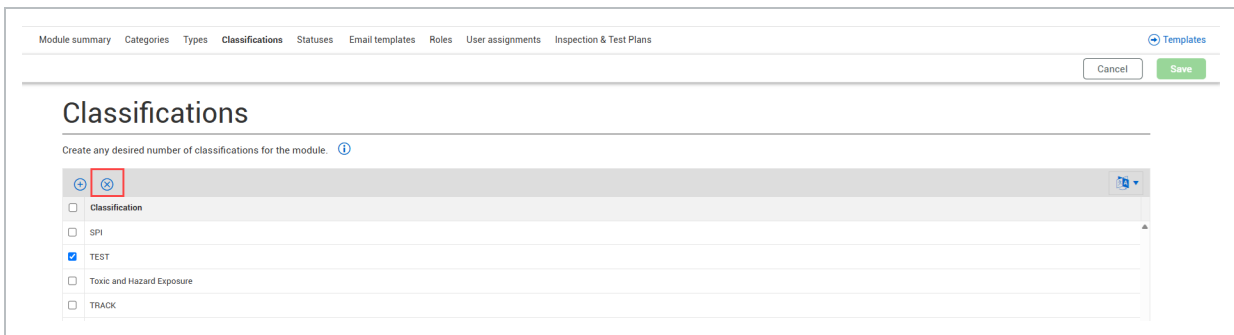 Module summary Categories Types Classifications Statuses Email templates Roles User assignments Inspection & Test Plans Templates
Cancel Save
Classifications
Create any desired number of classifications for the module.
Classification
SPI
TEST
Toxic and Hazard Exposure
TRACK